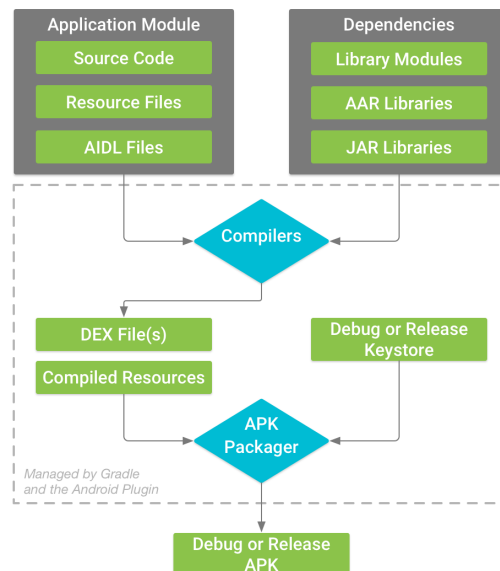 Application Module
Source Code
Resource Files
AIDL Files
Dependencies
Library Modules
AAR Libraries
JAR Libraries
Compilers
DEX File(s)
Compiled Resources
Debug or Release
Keystore
APK
Packager
Managed by Gradle
and the Android Plugin
Debug or Release
APK